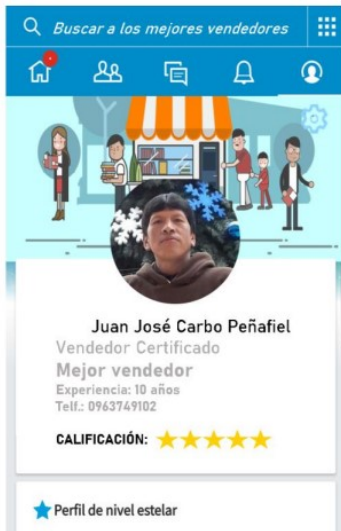 Buscar a los mejores vendedores
Juan José Carbo Peñafiel
Vendedor Certificado
Mejor vendedor
Experiencia: 10 años
Telf.: 0963749102
CALIFICACIÓN:
Perfil de nivel estelar